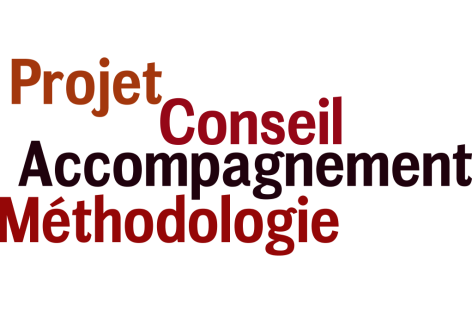 Projet
Conseil
Accompagnement
Méthodologie